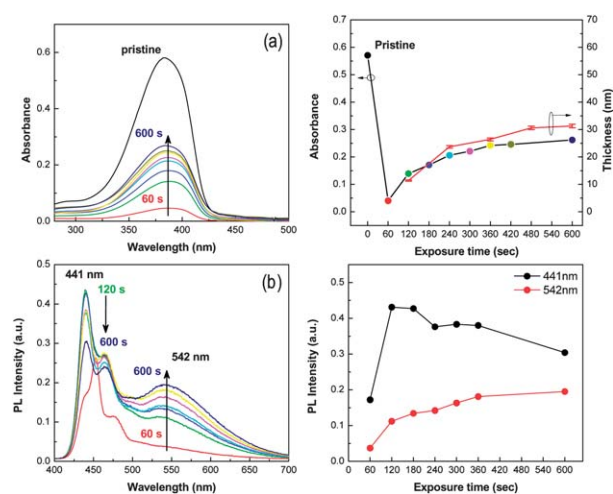 (a)
pristine
600 s
60 s
Absorbance
0.6
0.4
0.2
0.0
300 350 400 450 500
Wavelength (nm)
Pristine
Absorbance
0.6
0.5
0.4
0.3
0.2
0.1
0.0
70
60
50
40
30
20
10
0
Thickness (nm)
0 60 120 180 240 300 360 420 480 540 600
Exposure time (sec)
(b)
441 nm
120 s
600 s
600 s
542 nm
60 s
PL Intensity (a.u.)
0.5
0.4
0.3
0.2
0.1
0.0
400 450 500 550 600 650 700
Wavelength (nm)
441nm
542nm
PL Intensity (a.u.)
0.5
0.4
0.3
0.2
0.1
0.0
0 60 120 180 240 300 360 420 480 540 600
Exposure time (sec)